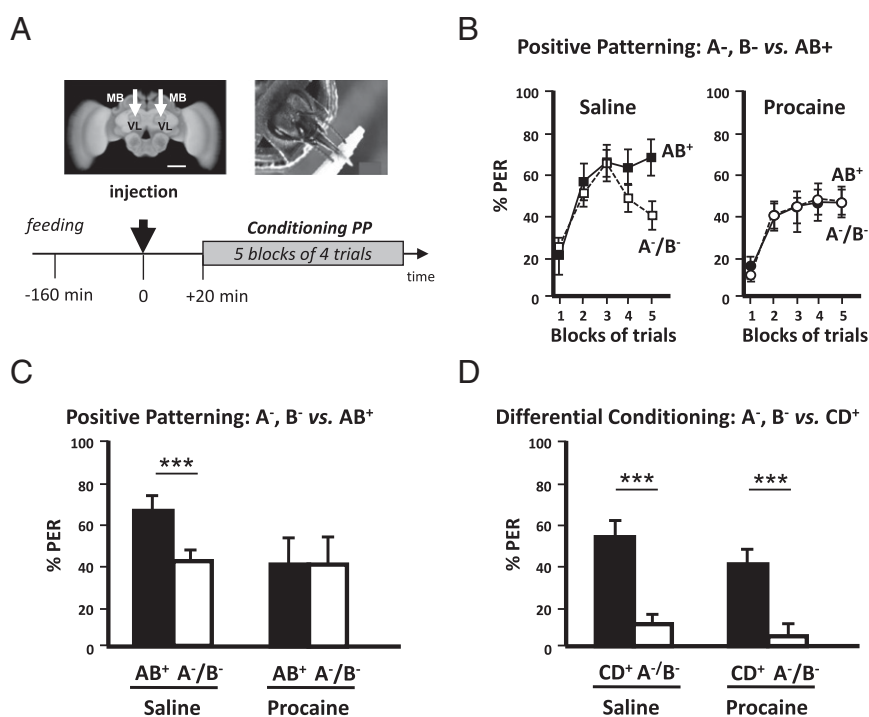 A
MB MB
VL VL
injection
feeding
Conditioning PP
5 blocks of 4 trials
time
-160 min 0 +20 min
B
Positive Patterning: A-, B- vs. AB+
Saline
Procaine
% PER
100
80
60
40
20
0
AB⁺
A⁻/B⁻
1 2 3 4 5
Blocks of trials
100
80
60
40
20
0
AB⁺
A⁻/B⁻
1 2 3 4 5
Blocks of trials
C
Positive Patterning: A⁻, B⁻ vs. AB⁺
% PER
100
80
60
40
20
0
***
AB⁺ A⁻/B⁻ AB⁺ A⁻/B⁻
Saline Procaine
D
Differential Conditioning: A⁻, B⁻ vs. CD⁺
% PER
100
80
60
40
20
0
*** ***
CD⁺ A⁻/B⁻ CD⁺ A⁻/B⁻
Saline Procaine